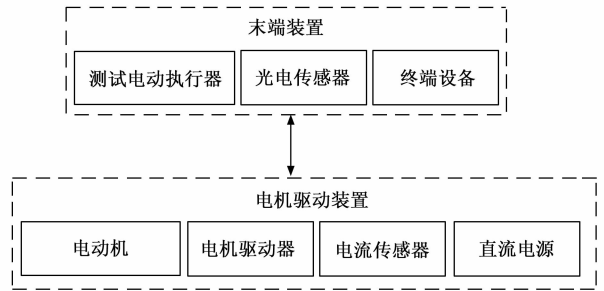 末端装置
测试电动执行器 光电传感器 终端设备
电机驱动装置
电动机 电机驱动器 电流传感器 直流电源